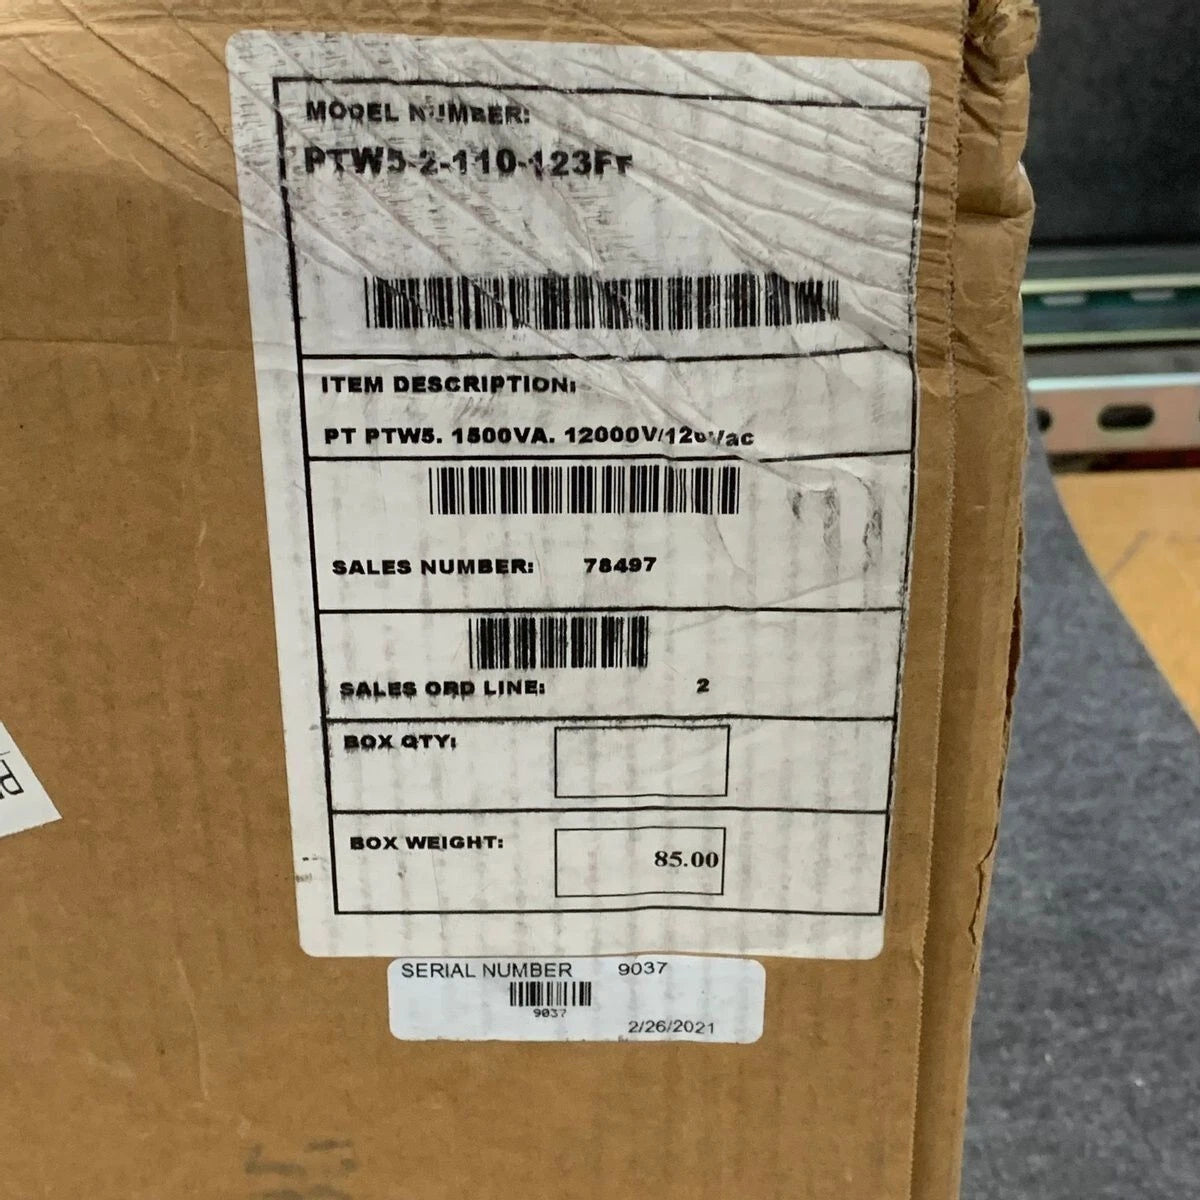 MODEL NUMBER:
PTW5-2-110-123FF
ITEM DESCRIPTION:
PT PTW5. 1500VA. 12000V/120Vac
SALES NUMBER: 78497
SALES ORD LINE: 2
BOX QTY:
BOX WEIGHT: 85.00
SERIAL NUMBER 9037
9037
2/26/2021